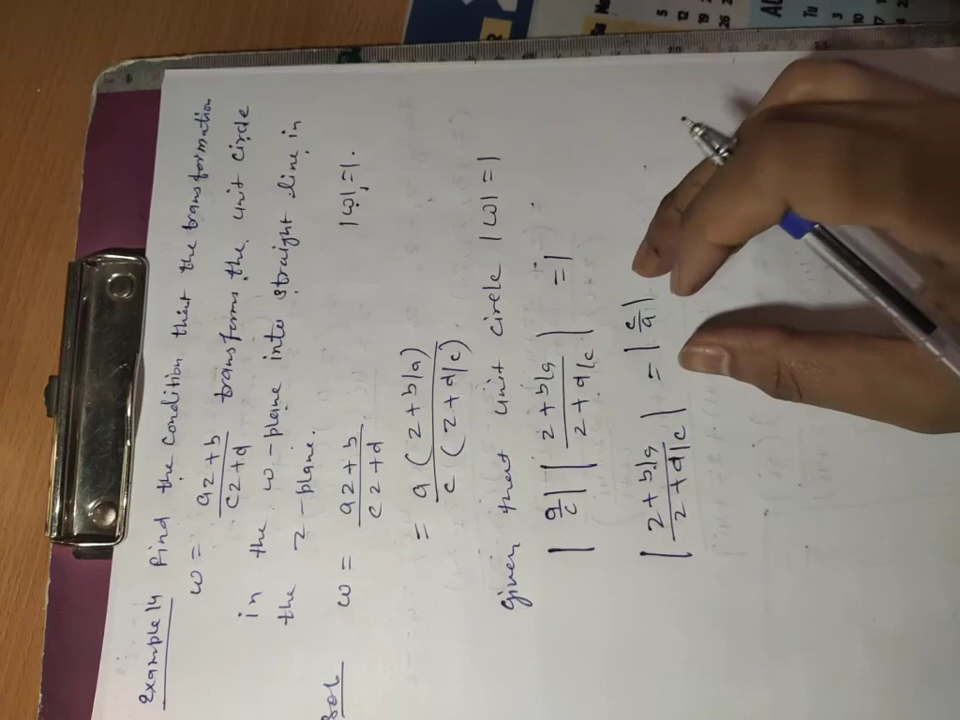 Example 14 Find the condition that the transformation
w = az+b/cz+d transforms the unit circle
in the w-plane into straight line in
the z-plane.
Sol w = az+b/cz+d |w|=1.
= a(z+b/a)/c(z+d/c)
Given that unit circle |w|=1
|a/c| |z+b/a/z+d/c| = 1
|z+b/a/z+d/c| = |c/a|